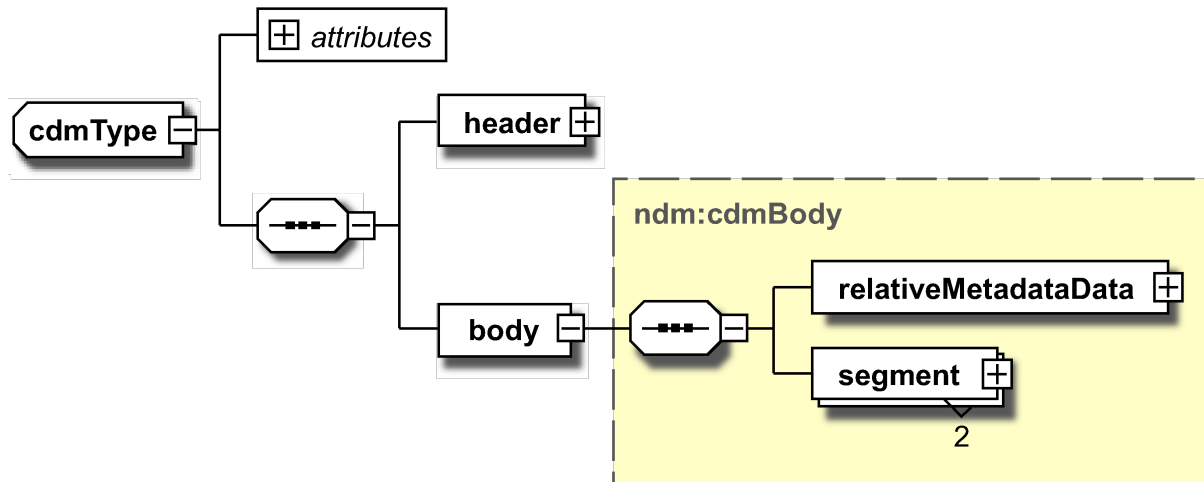 attributes
cdmType
header
ndm:cdmBody
relativeMetadataData
body
segment
2